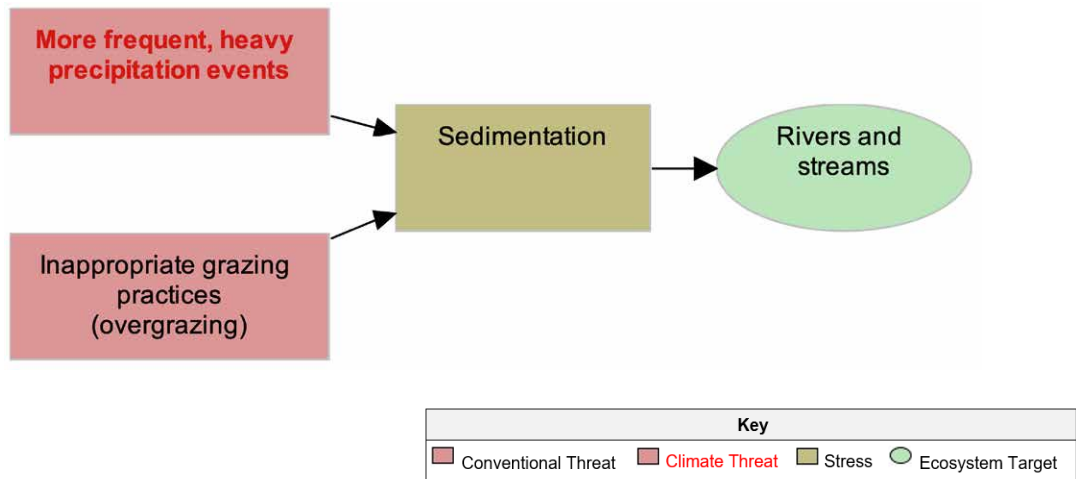 More frequent, heavy
precipitation events
Sedimentation
Rivers and
streams
Inappropriate grazing
practices
(overgrazing)
Key
Conventional Threat Climate Threat Stress Ecosystem Target